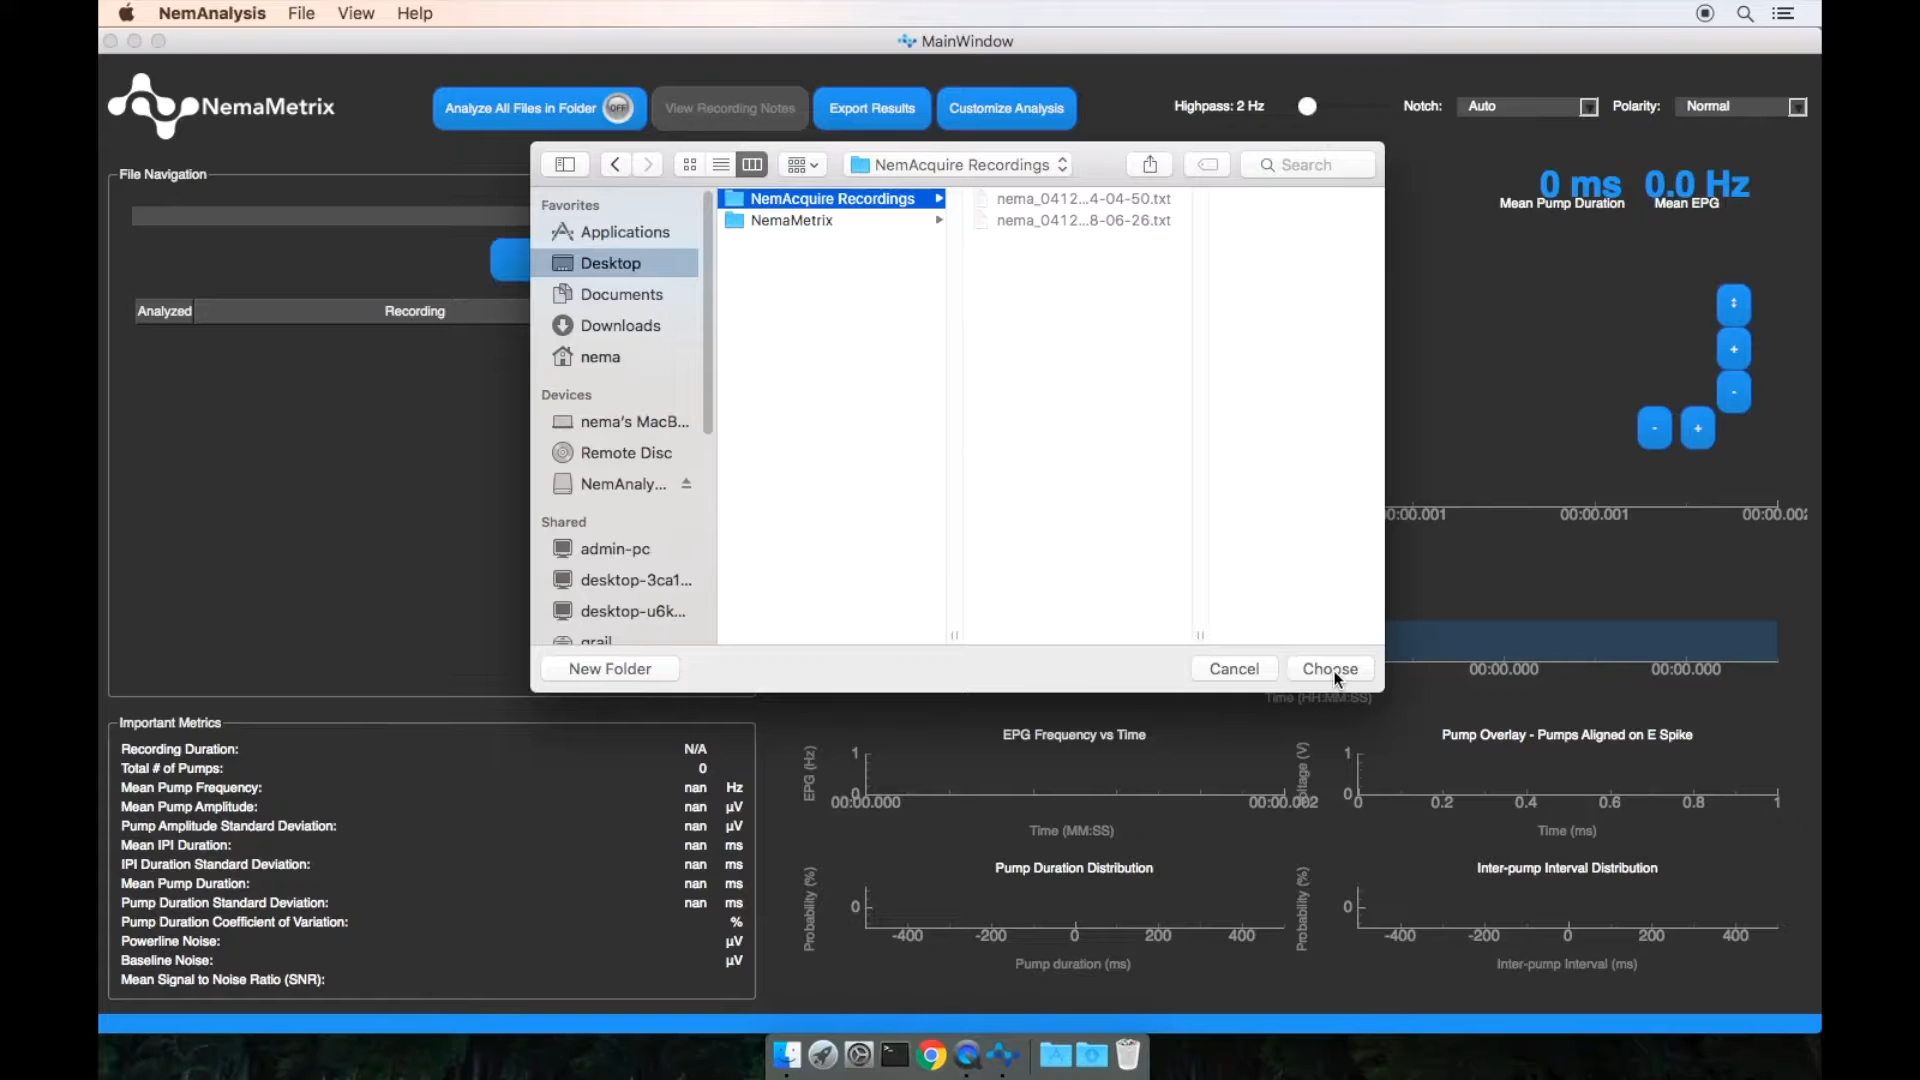 NemAnalysis File View Help
MainWindow
NemaMetrix
Analyze All Files in Folder OFF View Recording Notes Export Results Customize Analysis
Highpass: 2 Hz Notch: Auto Polarity: Normal
File Navigation
Analyzed Recording
NemAcquire Recordings Search
Favorites
Applications
Desktop
Documents
Downloads
nema
Devices
nema's MacB...
Remote Disc
NemAnaly...
Shared
admin-pc
desktop-3ca1...
desktop-u6k...
grail
NemAcquire Recordings
NemaMetrix
nema_0412...4-04-50.txt
nema_0412...8-06-26.txt
New Folder Cancel Choose
0 ms 0.0 Hz
Mean Pump Duration Mean EPG
↕
+
-
- +
0:00.001 00:00.001 00:00.002
00:00.000 00:00.000
Time (HH:MM:SS)
Important Metrics
Recording Duration: N/A
Total # of Pumps: 0
Mean Pump Frequency: nan Hz
Mean Pump Amplitude: nan µV
Pump Amplitude Standard Deviation: nan µV
Mean IPI Duration: nan ms
IPI Duration Standard Deviation: nan ms
Mean Pump Duration: nan ms
Pump Duration Standard Deviation: nan ms
Pump Duration Coefficient of Variation: %
Powerline Noise: µV
Baseline Noise: µV
Mean Signal to Noise Ratio (SNR):
EPG Frequency vs Time
EPG (Hz)
1
0
00:00.000 00:00.002
Time (MM:SS)
Pump Overlay - Pumps Aligned on E Spike
1
0
0 0.2 0.4 0.6 0.8 1
Time (ms)
Pump Duration Distribution
Probability (%)
0
-400 -200 0 200 400
Pump duration (ms)
Inter-pump Interval Distribution
Probability (%)
0
-400 -200 0 200 400
Inter-pump Interval (ms)